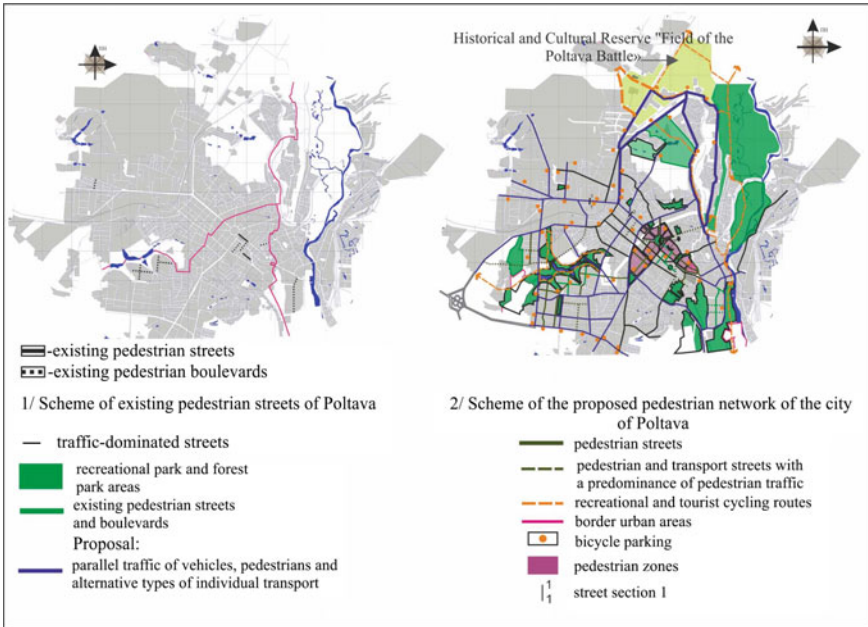 Historical and Cultural Reserve "Field of the
Poltava Battle»
-existing pedestrian streets
-existing pedestrian boulevards
1/ Scheme of existing pedestrian streets of Poltava
2/ Scheme of the proposed pedestrian network of the city
of Poltava
traffic-dominated streets
recreational park and forest
park areas
existing pedestrian streets
and boulevards
Proposal:
parallel traffic of vehicles, pedestrians and
alternative types of individual transport
pedestrian streets
pedestrian and transport streets with
a predominance of pedestrian traffic
recreational and tourist cycling routes
border urban areas
bicycle parking
pedestrian zones
1
1
street section 1